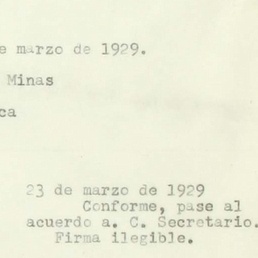 e marzo de 1929.
Minas
ca
23 de marzo de 1929
Conforme, pase al
acuerdo a. C. Secretario.
Firma ilegible.